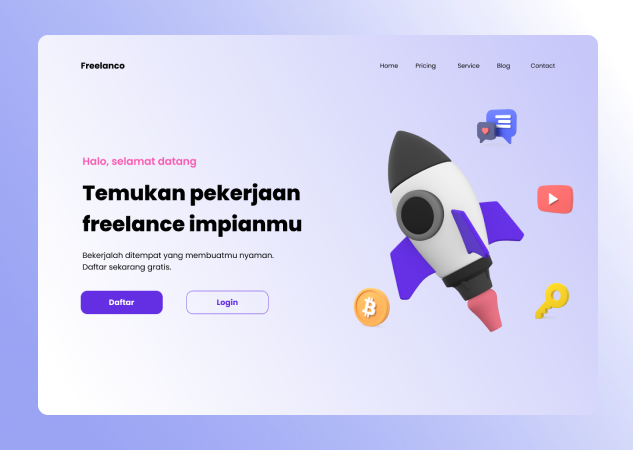 Freelanco
Home Pricing Service Blog Contact
Halo, selamat datang
Temukan pekerjaan
freelance impianmu
Bekerjalah ditempat yang membuatmu nyaman.
Daftar sekarang gratis.
Daftar Login